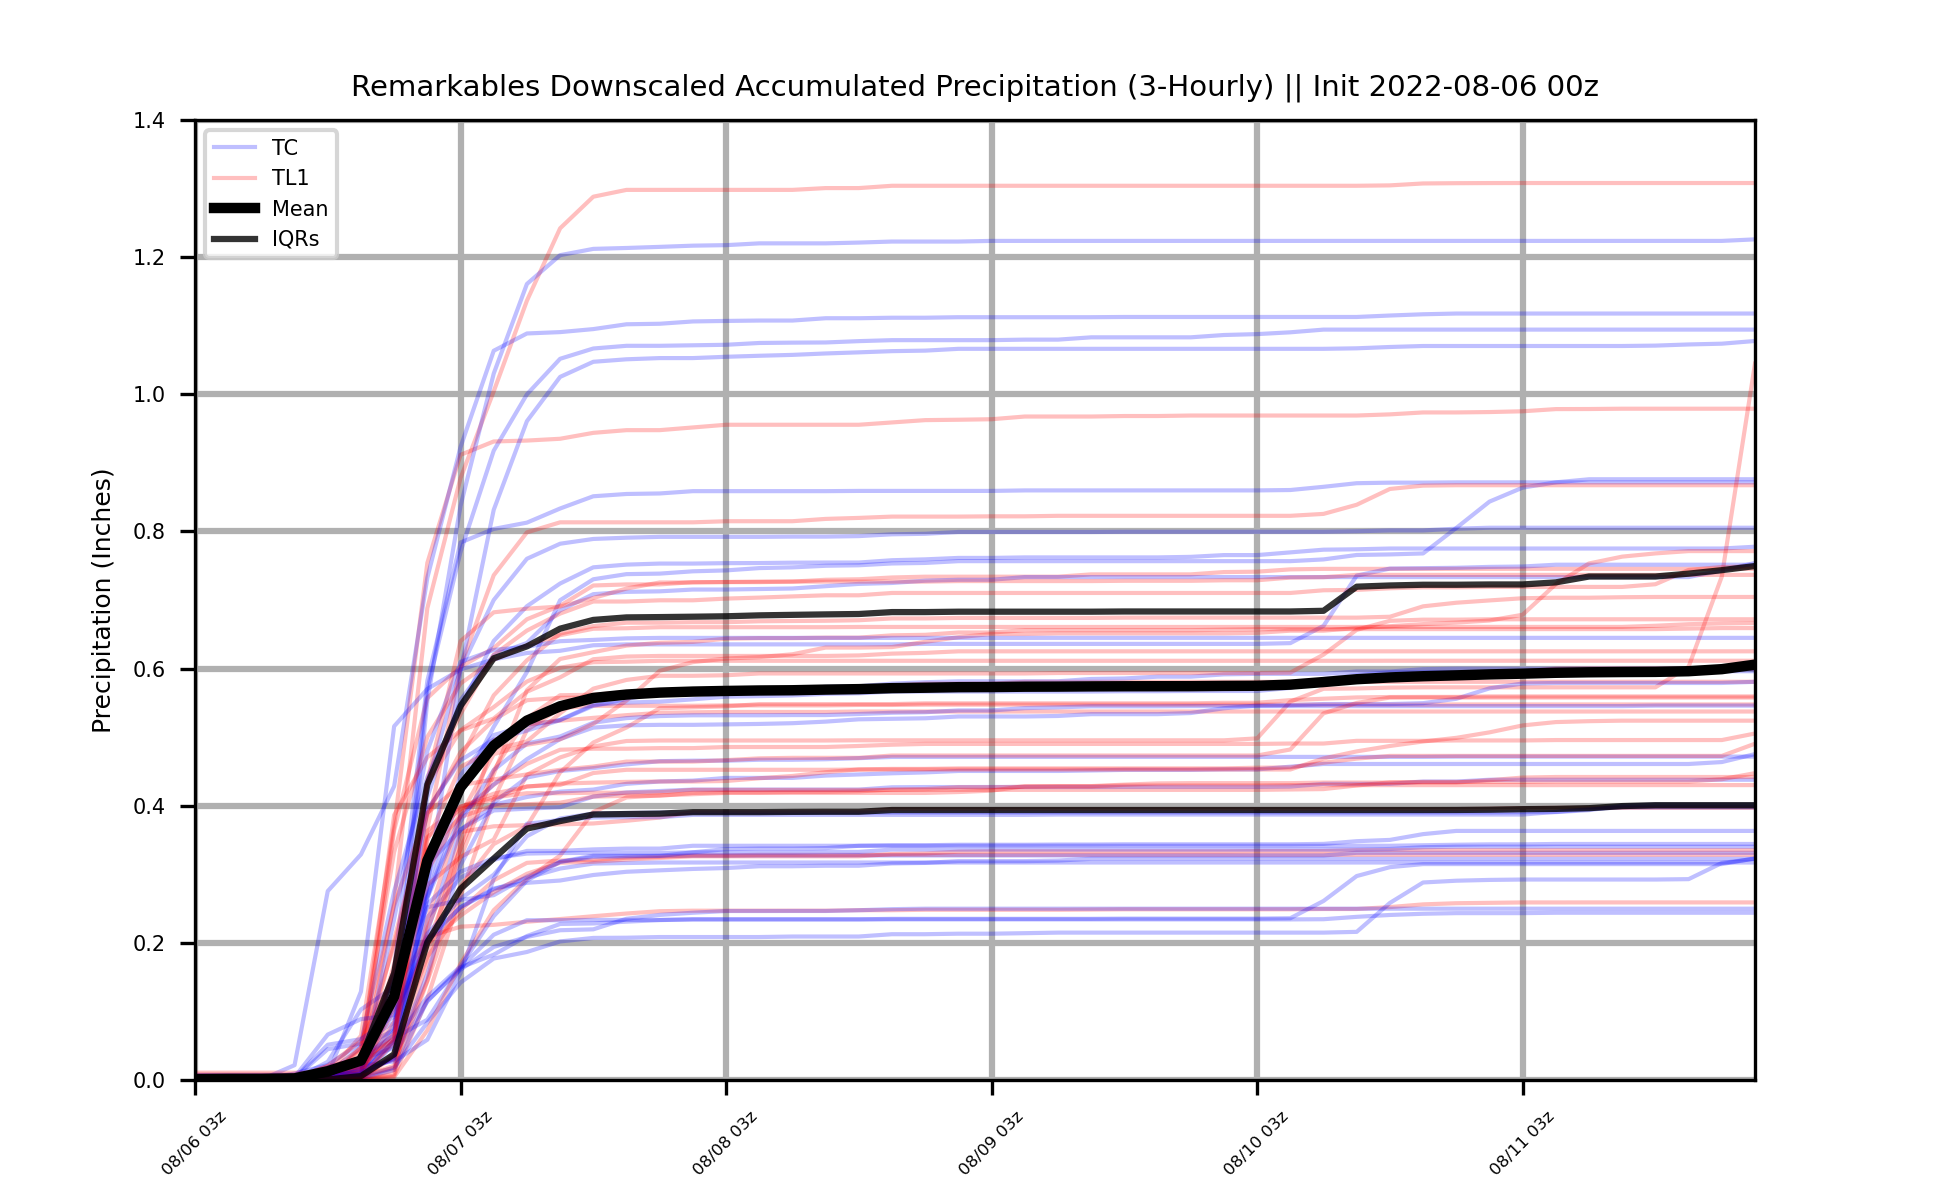 Remarkables Downscaled Accumulated Precipitation (3-Hourly) || Init 2022-08-06 00z
Precipitation (Inches)
1.4
1.2
1.0
0.8
0.6
0.4
0.2
0.0
TC
TL1
Mean
IQRs
08/06 03z
08/07 03z
08/08 03z
08/09 03z
08/10 03z
08/11 03z